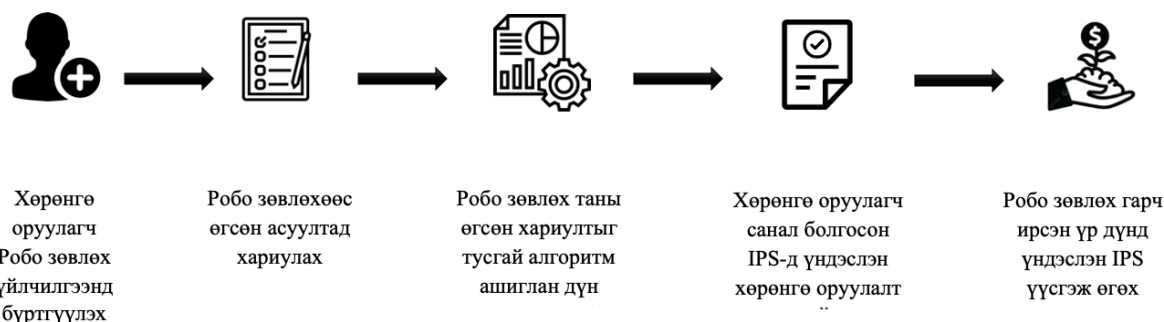 Хөрөнгө
оруулагч
Робо зөвлөх
үйлчилгээнд
бүртгүүлэх
Робо зөвлөхөөс
өгсөн асуултад
хариулах
Робо зөвлөх таны
өгсөн хариултыг
тусгай алгоритм
ашиглан дүн
Хөрөнгө оруулагч
санал болгосон
IPS-д үндэслэн
хөрөнгө оруулалт
Робо зөвлөх гарч
ирсэн үр дүнд
үндэслэн IPS
үүсгэж өгөх